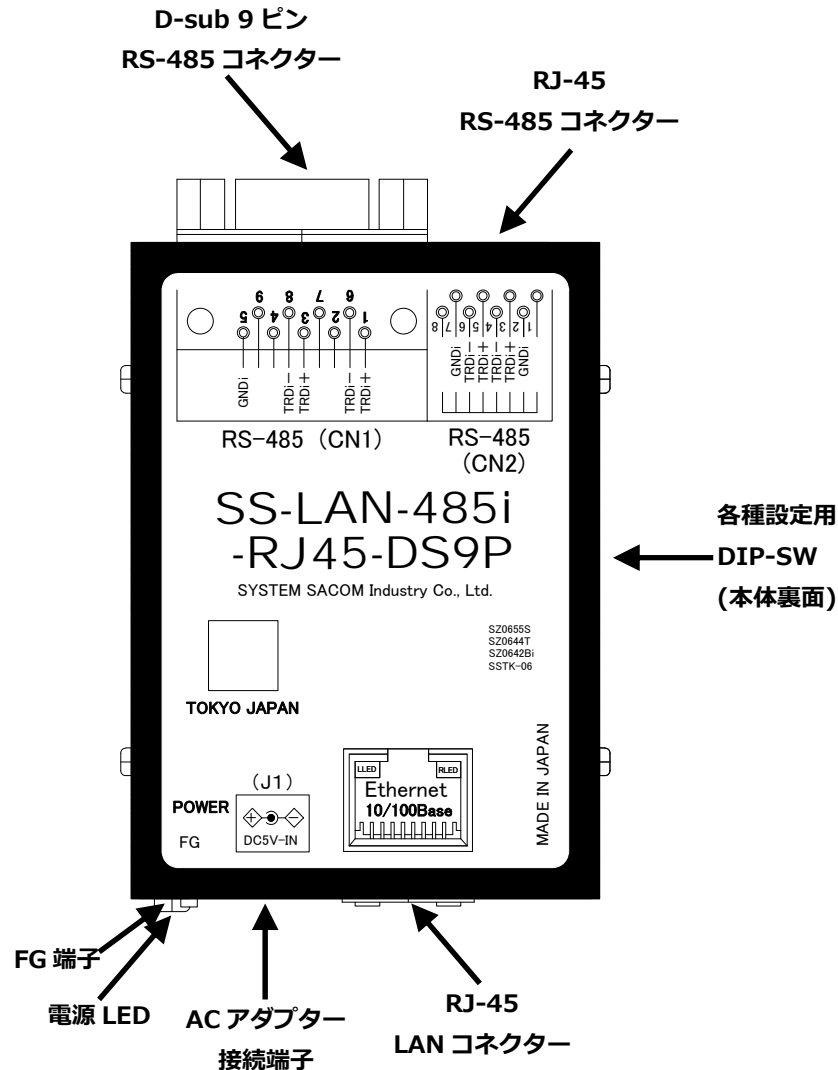 D-sub 9 ピン
RS-485 コネクター
RJ-45
RS-485 コネクター
9 8 7 6
5 4 3 2 1
GNDi TRDi− TRDi+ TRDi− TRDi+
RS-485 (CN1)
8 7 6 5 4 3 2 1
GNDi TRDi− TRDi+ TRDi− TRDi+ GNDi
RS-485
(CN2)
SS-LAN-485i
-RJ45-DS9P
SYSTEM SACOM Industry Co., Ltd.
各種設定用
DIP-SW
(本体裏面)
SZ0655S
SZ0644T
SZ0642Bi
SSTK-06
TOKYO JAPAN
MADE IN JAPAN
(J1)
POWER
FG
DC5V-IN
LLED RLED
Ethernet
10/100Base
FG 端子
電源 LED
AC アダプター
接続端子
RJ-45
LAN コネクター